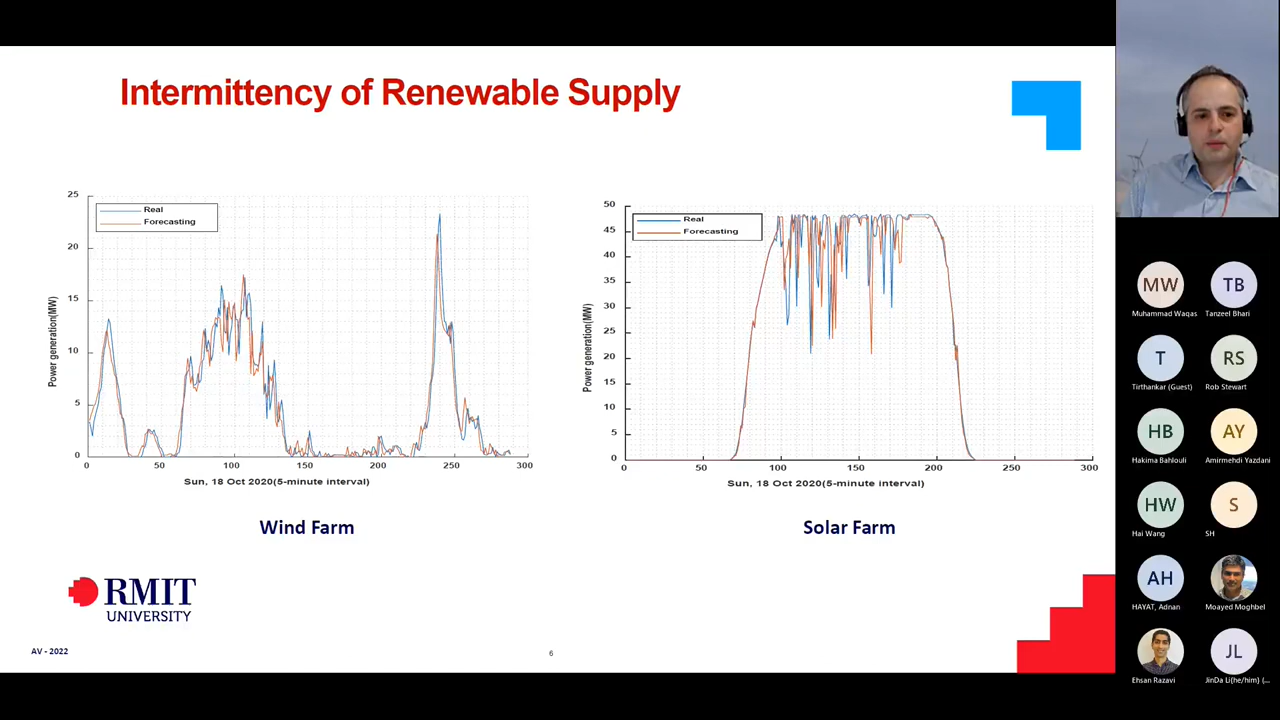 Intermittency of Renewable Supply
25
20
15
10
5
0
Power generation(MW)
Real
Forecasting
0 50 100 150 200 250 300
Sun, 18 Oct 2020(5-minute interval)
Wind Farm
50
45
40
35
30
25
20
15
10
5
0
Power generation(MW)
Real
Forecasting
0 50 100 150 200 250 300
Sun, 18 Oct 2020(5-minute interval)
Solar Farm
RMIT
UNIVERSITY
AV - 2022
6
MW TB
Muhammad Waqas Tanzeel Bhari
T RS
Tirthankar (Guest) Rob Stewart
HB AY
Hakima Bahlouli Amirmehdi Yazdani
HW S
Hai Wang SH
AH
HAYAT, Adnan Moayed Moghbel
JL
Ehsan Razavi JinDa Li(he/him) (...